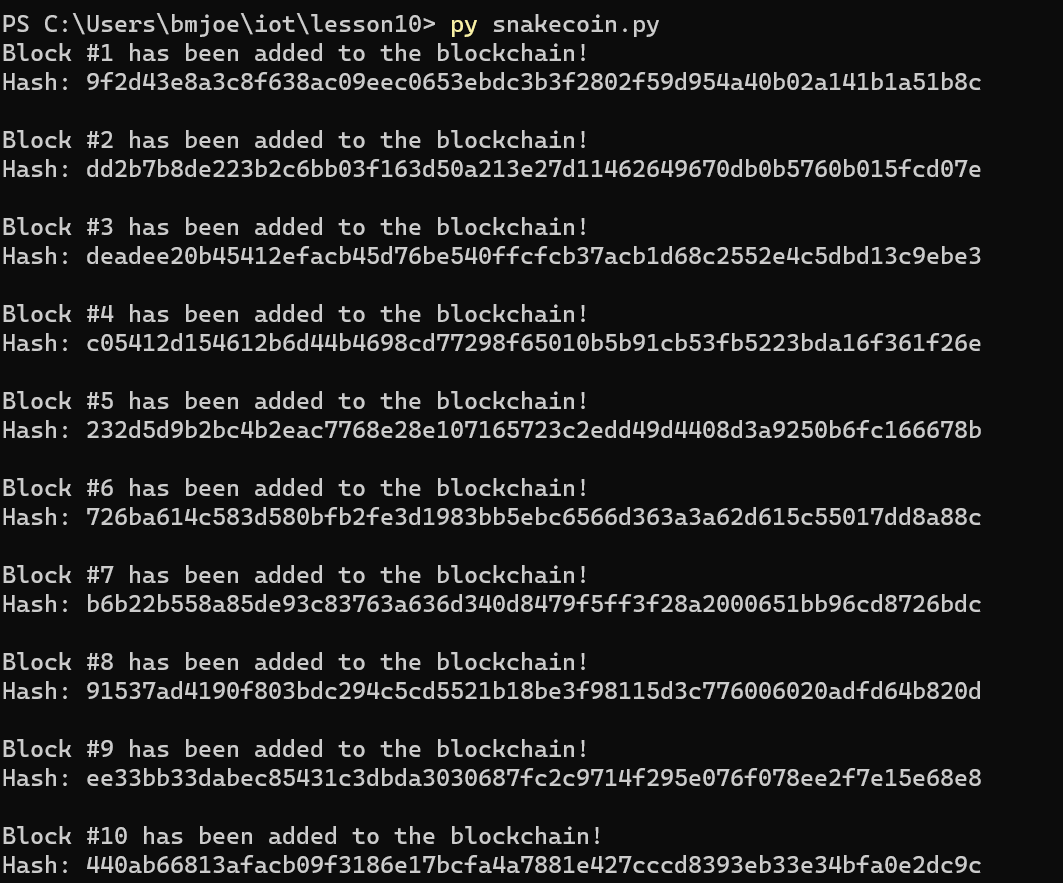 PS C:\Users\bmjoe\iot\lesson10> py snakecoin.py
Block #1 has been added to the blockchain!
Hash: 9f2d43e8a3c8f638ac09eec0653ebdc3b3f2802f59d954a40b02a141b1a51b8c
Block #2 has been added to the blockchain!
Hash: dd2b7b8de223b2c6bb03f163d50a213e27d11462649670db0b5760b015fcd07e
Block #3 has been added to the blockchain!
Hash: deadee20b45412efacb45d76be540ffcfcb37acb1d68c2552e4c5dbd13c9ebe3
Block #4 has been added to the blockchain!
Hash: c05412d154612b6d44b4698cd77298f65010b5b91cb53fb5223bda16f361f26e
Block #5 has been added to the blockchain!
Hash: 232d5d9b2bc4b2eac7768e28e107165723c2edd49d4408d3a9250b6fc166678b
Block #6 has been added to the blockchain!
Hash: 726ba614c583d580bfb2fe3d1983bb5ebc6566d363a3a62d615c55017dd8a88c
Block #7 has been added to the blockchain!
Hash: b6b22b558a85de93c83763a636d340d8479f5ff3f28a2000651bb96cd8726bdc
Block #8 has been added to the blockchain!
Hash: 91537ad4190f803bdc294c5cd5521b18be3f98115d3c776006020adfd64b820d
Block #9 has been added to the blockchain!
Hash: ee33bb33dabec85431c3dbda3030687fc2c9714f295e076f078ee2f7e15e68e8
Block #10 has been added to the blockchain!
Hash: 440ab66813afacb09f3186e17bcfa4a7881e427cccd8393eb33e34bfa0e2dc9c